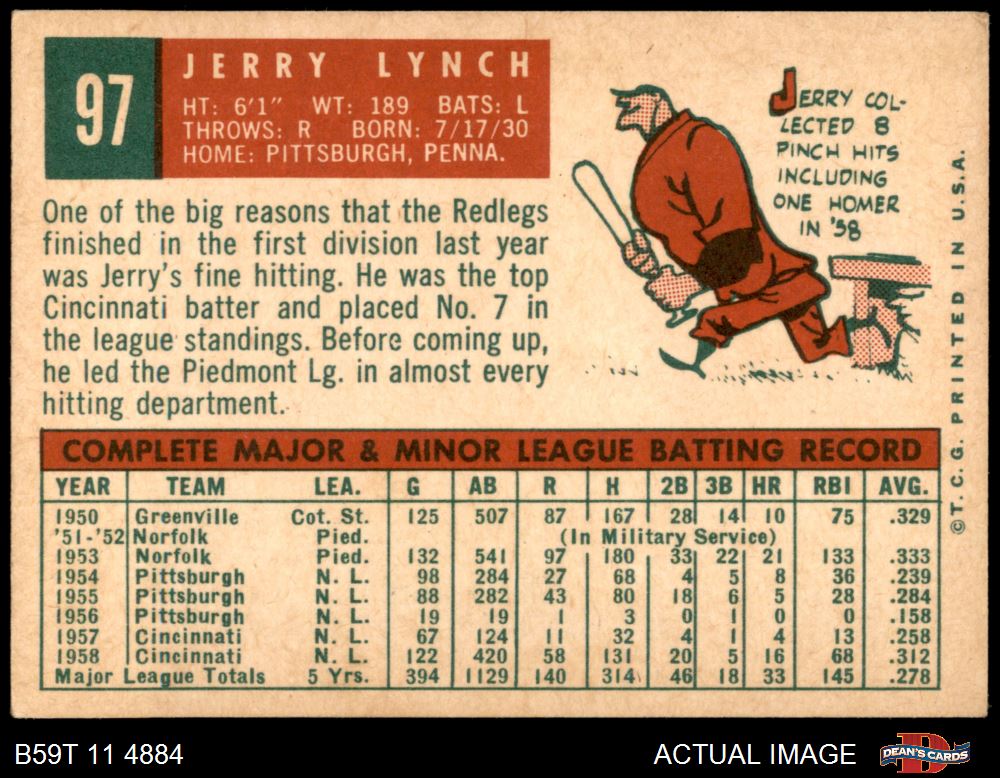 97
JERRY LYNCH
HT: 6'1" WT: 189 BATS: L
THROWS: R BORN: 7/17/30
HOME: PITTSBURGH, PENNA.
JERRY COL-
LECTED 8
PINCH HITS
INCLUDING
ONE HOMER
IN '58
One of the big reasons that the Redlegs
finished in the first division last year
was Jerry's fine hitting. He was the top
Cincinnati batter and placed No. 7 in
the league standings. Before coming up,
he led the Piedmont Lg. in almost every
hitting department.
©T. C. G. PRINTED IN U.S.A.
COMPLETE MAJOR & MINOR LEAGUE BATTING RECORD
YEAR TEAM LEA. G AB R H 2B 3B HR RBI AVG.
1950 Greenville Cot. St. 125 507 87 167 28 14 10 75 .329
'51-'52 Norfolk Pied. (In Military Service)
1953 Norfolk Pied. 132 541 97 180 33 22 21 133 .333
1954 Pittsburgh N. L. 98 284 27 68 4 5 8 36 .239
1955 Pittsburgh N. L. 88 282 43 80 18 6 5 28 .284
1956 Pittsburgh N. L. 19 19 1 3 0 1 0 0 .158
1957 Cincinnati N. L. 67 124 11 32 4 1 4 13 .258
1958 Cincinnati N. L. 122 420 58 131 20 5 16 68 .312
Major League Totals 5 Yrs. 394 1129 140 314 46 18 33 145 .278
B59T 11 4884
ACTUAL IMAGE
DEAN'S CARDS